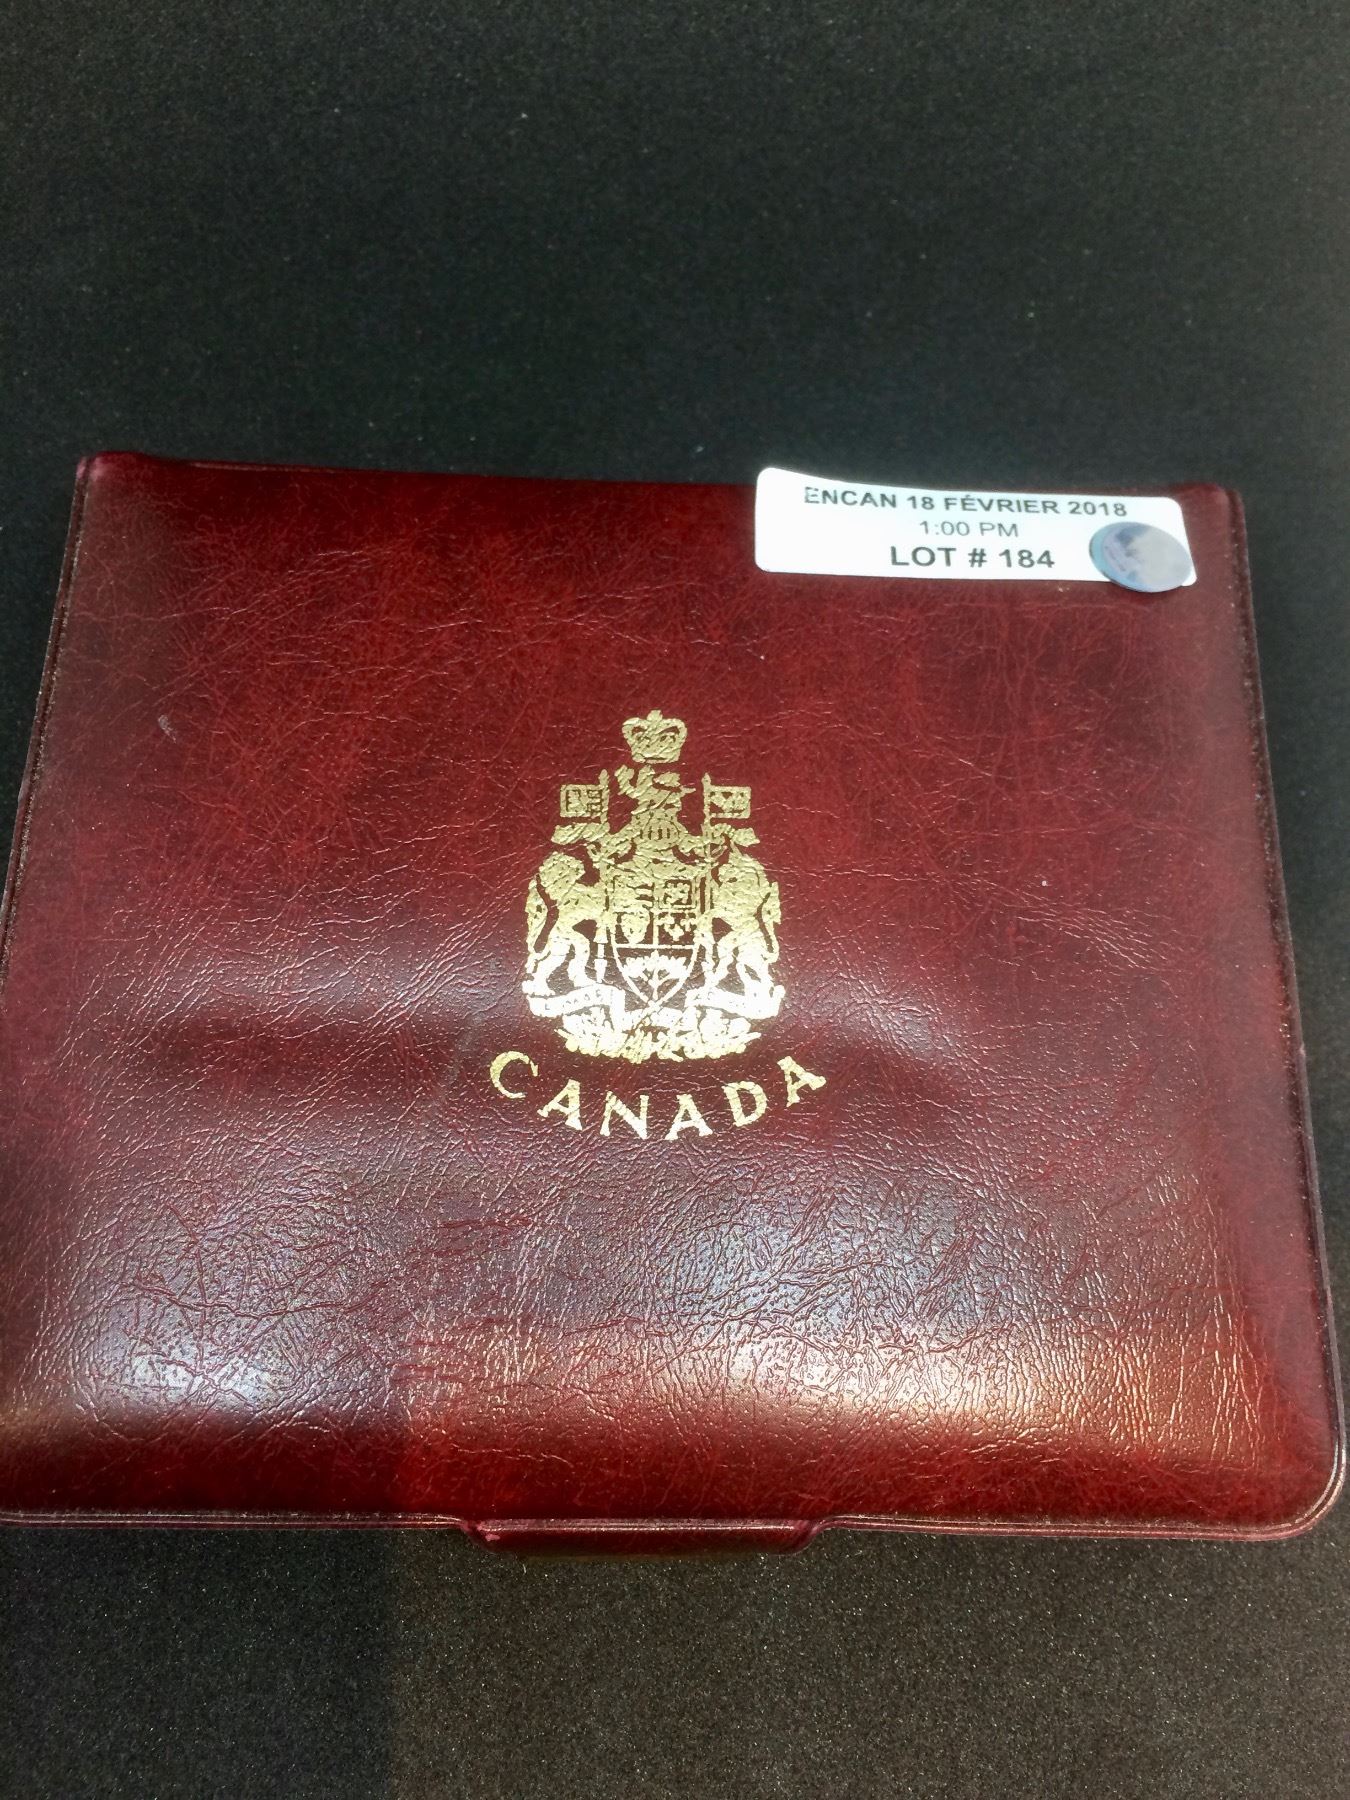 ENCAN 18 FÉVRIER 2018
1:00 PM
LOT # 184
CANADA